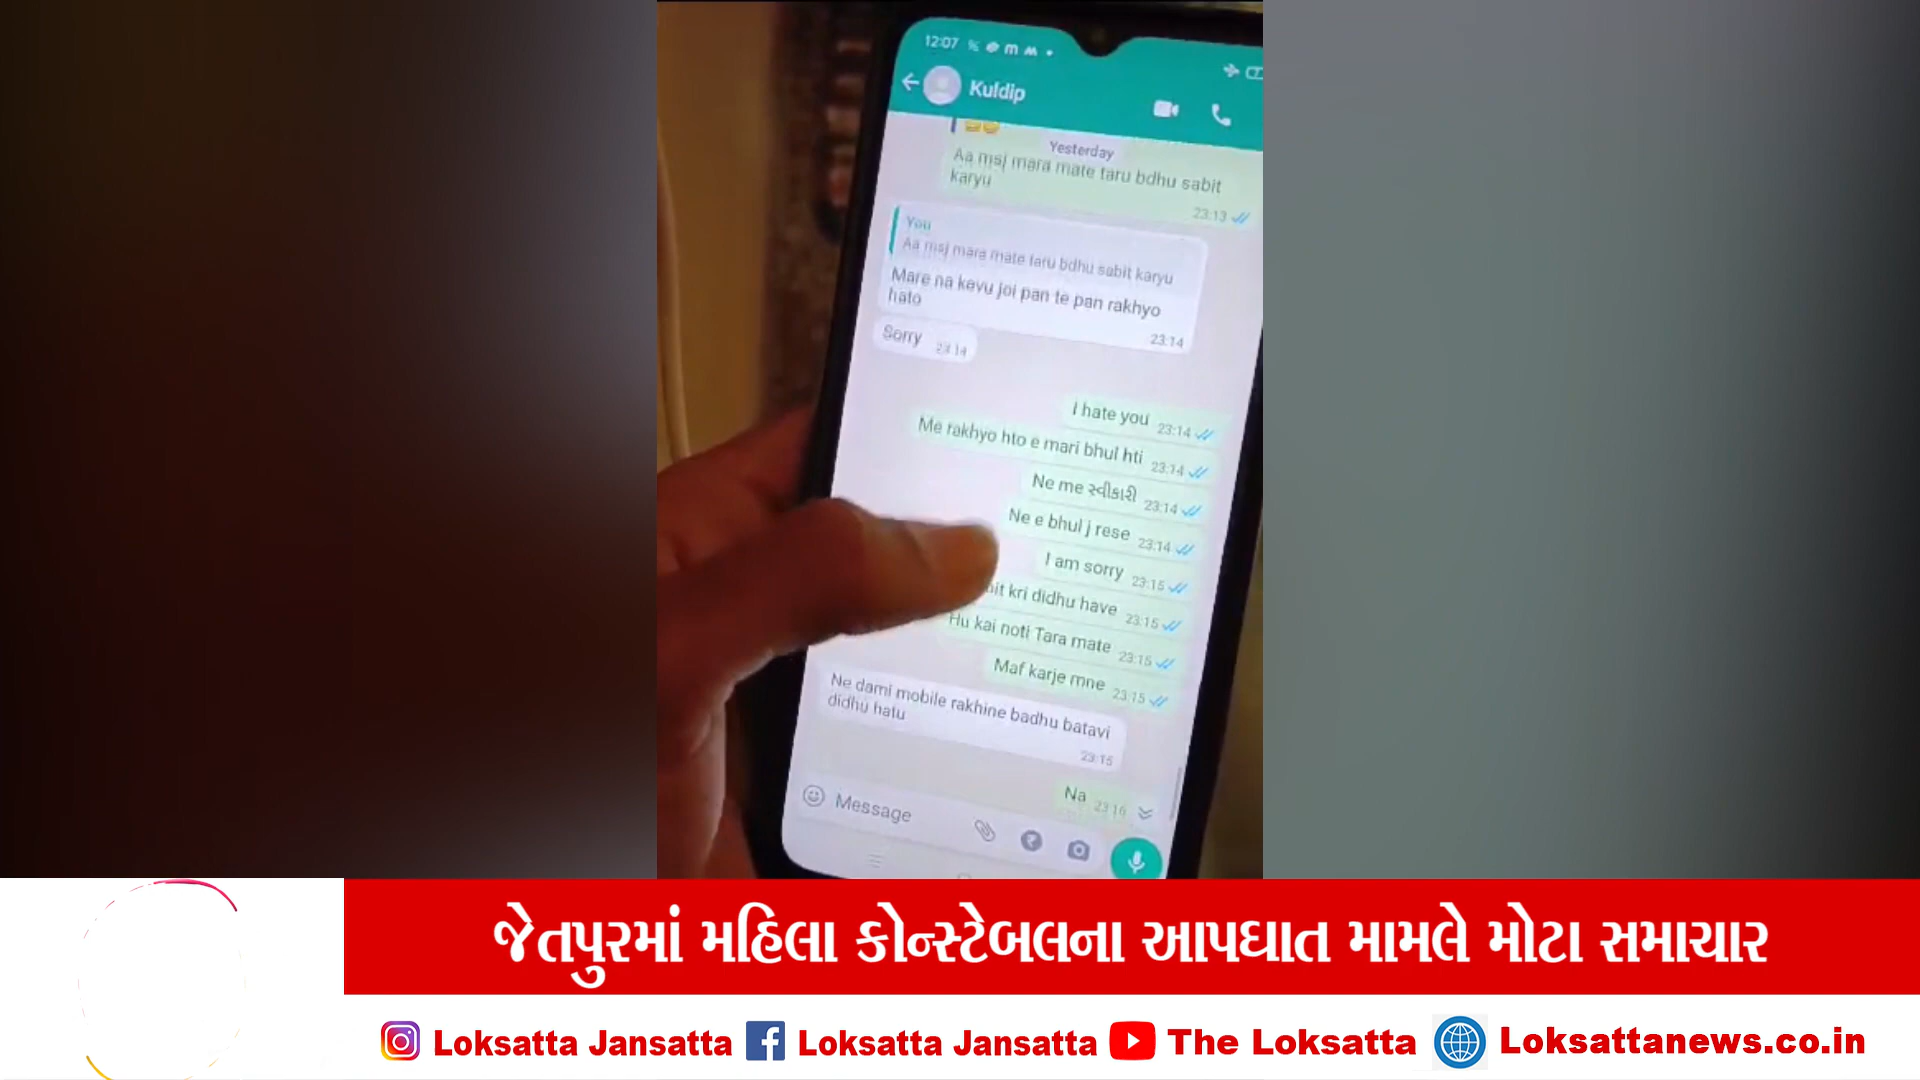 12:07
Kuldip
Yesterday
Aa msj mara mate taru bdhu sabit
karyu
23:13
You
Aa msj mara mate taru bdhu sabit karyu
Mare na kevu joi pan te pan rakhyo
hato
23:14
Sorry 23:14
I hate you 23:14
Me rakhyo hto e mari bhul hti 23:14
Ne me સ્વીકારી 23:14
Ne e bhul j rese 23:14
I am sorry 23:15
kri didhu have 23:15
Hu kai noti Tara mate 23:15
Maf karje mne 23:15
Ne dami mobile rakhine badhu batavi
didhu hatu
23:15
Na 23:16
Message
જેતપુરમાં મહિલા કોન્સ્ટેબલના આપઘાત મામલે મોટા સમાચાર
Loksatta Jansatta Loksatta Jansatta The Loksatta Loksattanews.co.in